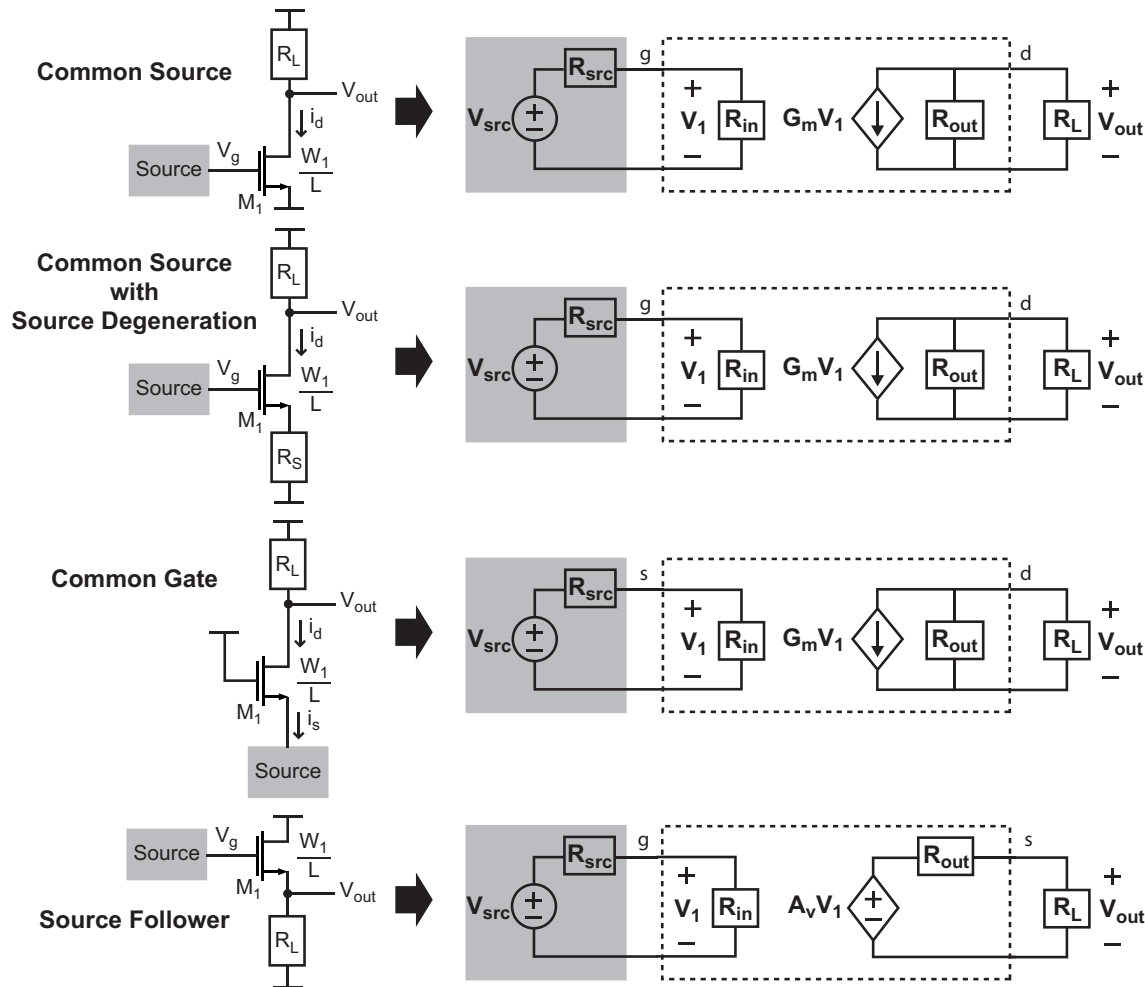 Common Source
R_L
V_out
i_d
Source
V_g
W_1
L
M_1
V_src
+
−
R_src
g
+
V_1
−
R_in
G_mV_1
R_out
d
R_L
+
V_out
−
Common Source
with
Source Degeneration
R_L
V_out
i_d
Source
V_g
W_1
L
M_1
R_S
V_src
+
−
R_src
g
+
V_1
−
R_in
G_mV_1
R_out
d
R_L
+
V_out
−
Common Gate
R_L
V_out
i_d
W_1
L
M_1
i_s
Source
V_src
+
−
R_src
s
+
V_1
−
R_in
G_mV_1
R_out
d
R_L
+
V_out
−
Source
V_g
W_1
L
M_1
V_out
Source Follower
R_L
V_src
+
−
R_src
g
+
V_1
−
R_in
A_vV_1
+
−
R_out
s
R_L
+
V_out
−